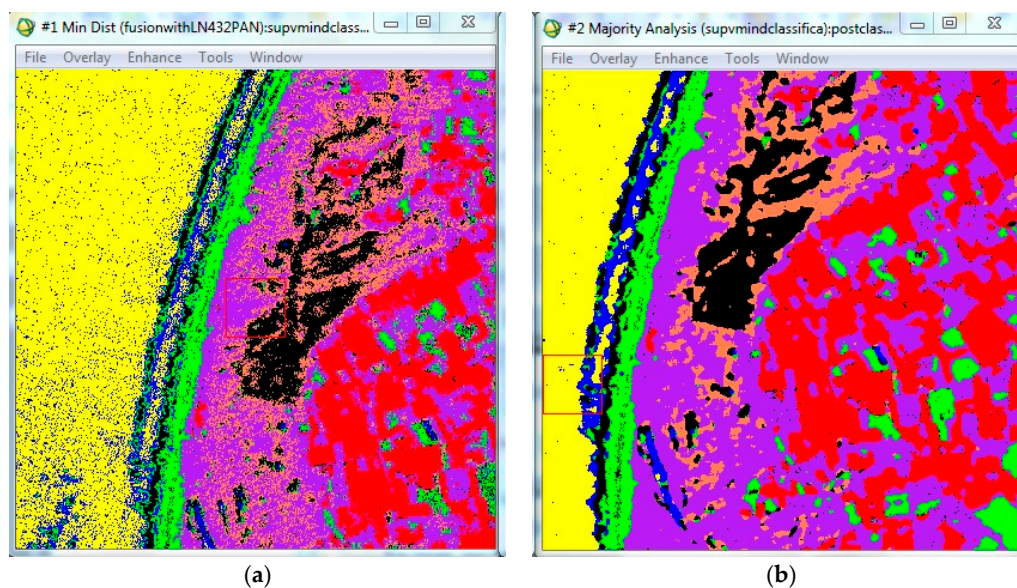 #1 Min Dist (fusionwithLN432PAN):supvmindclass...
File Overlay Enhance Tools Window
#2 Majority Analysis (supvmindclassifica):postclas...
File Overlay Enhance Tools Window
(a)
(b)